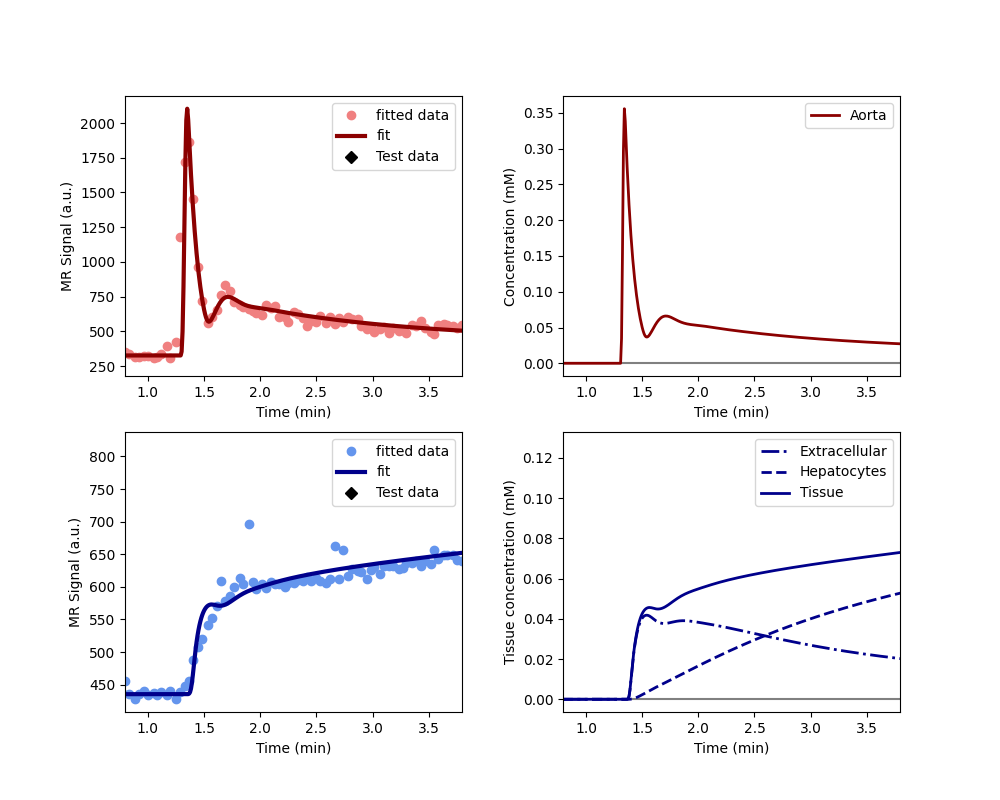 MR Signal (a.u.)
2000
1750
1500
1250
1000
750
500
250
fitted data
fit
Test data
1.0 1.5 2.0 2.5 3.0 3.5
Time (min)
Concentration (mM)
0.35
0.30
0.25
0.20
0.15
0.10
0.05
0.00
Aorta
1.0 1.5 2.0 2.5 3.0 3.5
Time (min)
MR Signal (a.u.)
800
750
700
650
600
550
500
450
fitted data
fit
Test data
1.0 1.5 2.0 2.5 3.0 3.5
Time (min)
Tissue concentration (mM)
0.12
0.10
0.08
0.06
0.04
0.02
0.00
Extracellular
Hepatocytes
Tissue
1.0 1.5 2.0 2.5 3.0 3.5
Time (min)